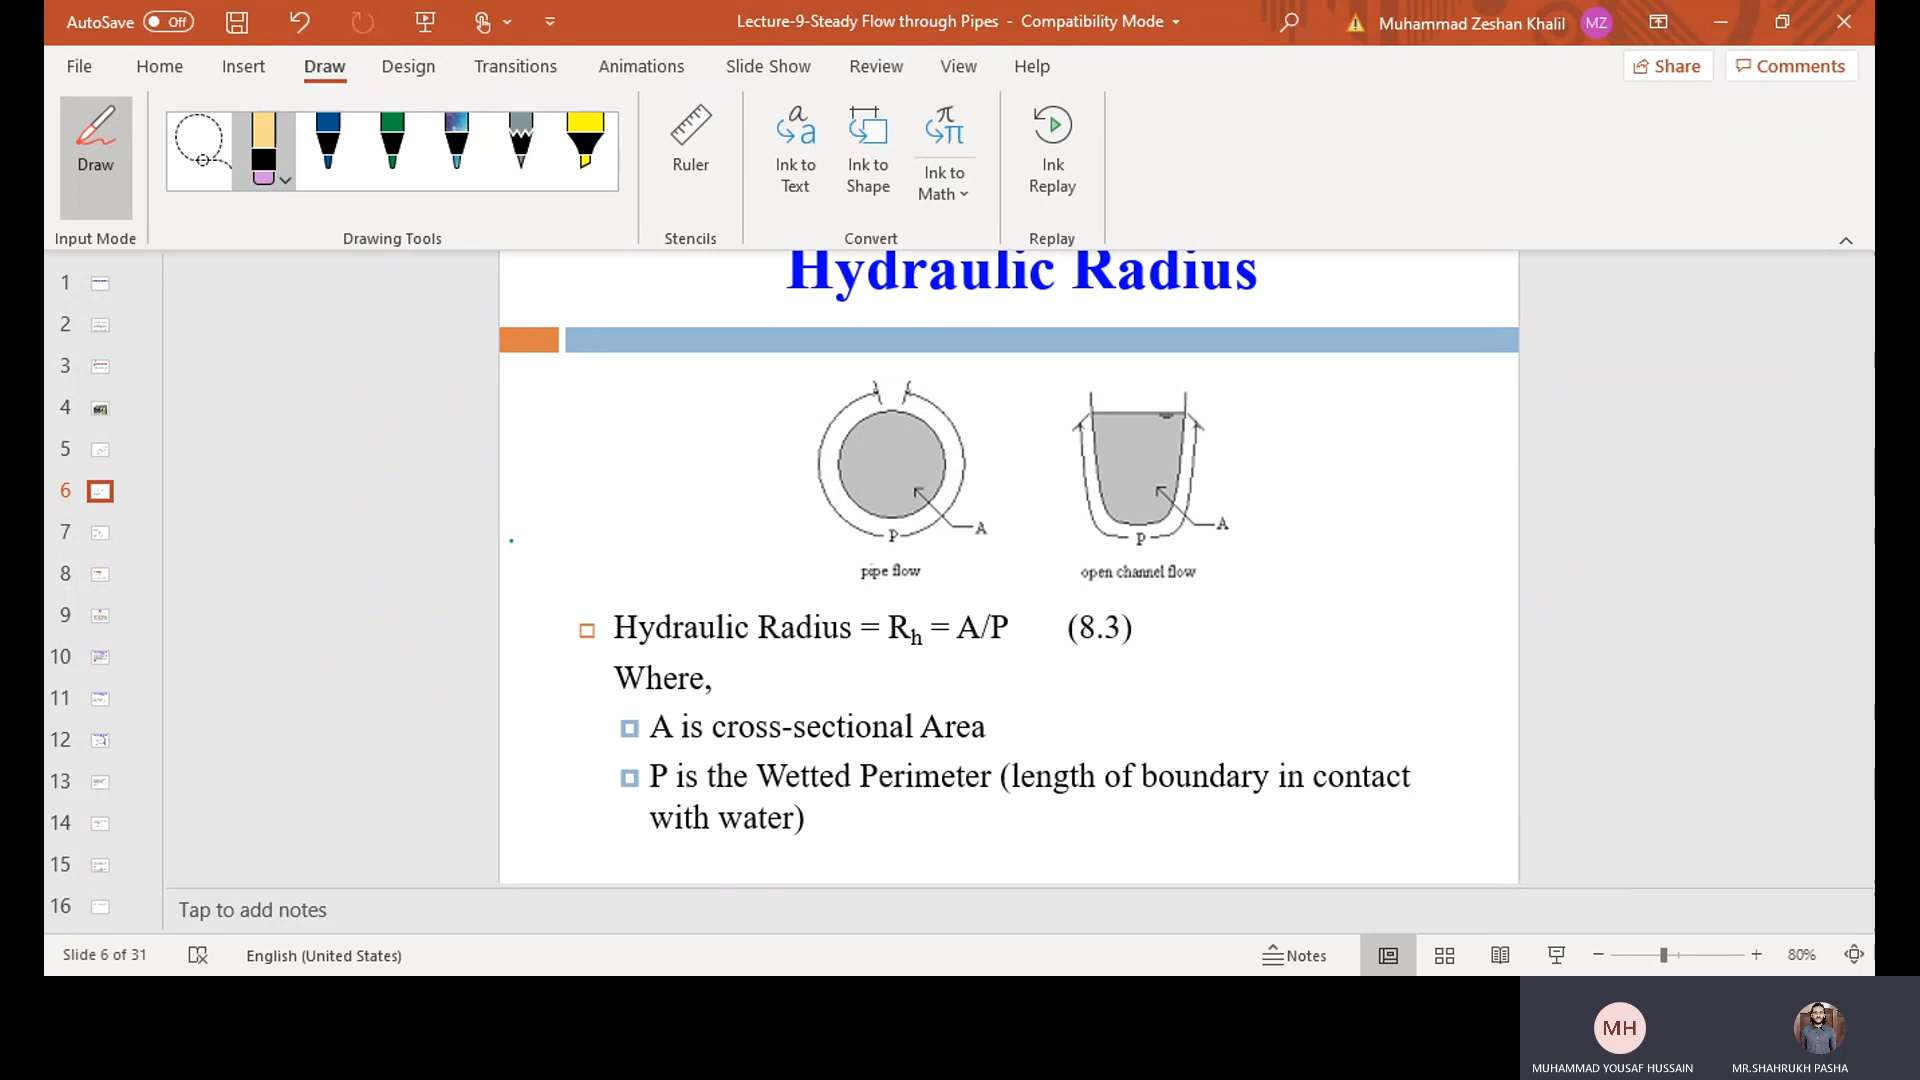 AutoSave Off
Lecture-9-Steady Flow through Pipes - Compatibility Mode
Muhammad Zeshan Khalil MZ
File Home Insert Draw Design Transitions Animations Slide Show Review View Help
Share Comments
Draw
Ruler
Ink to Text
Ink to Shape
Ink to Math
Ink Replay
Input Mode Drawing Tools Stencils Convert Replay
1
2
3
4
5
6
7
8
9
10
11
12
13
14
15
16
Hydraulic Radius
A
P
pipe flow
A
P
open channel flow
Hydraulic Radius = Rh = A/P (8.3)
Where,
A is cross-sectional Area
P is the Wetted Perimeter (length of boundary in contact
with water)
Tap to add notes
Slide 6 of 31 English (United States) Notes 80%
MH
MUHAMMAD YOUSAF HUSSAIN MR.SHAHRUKH PASHA